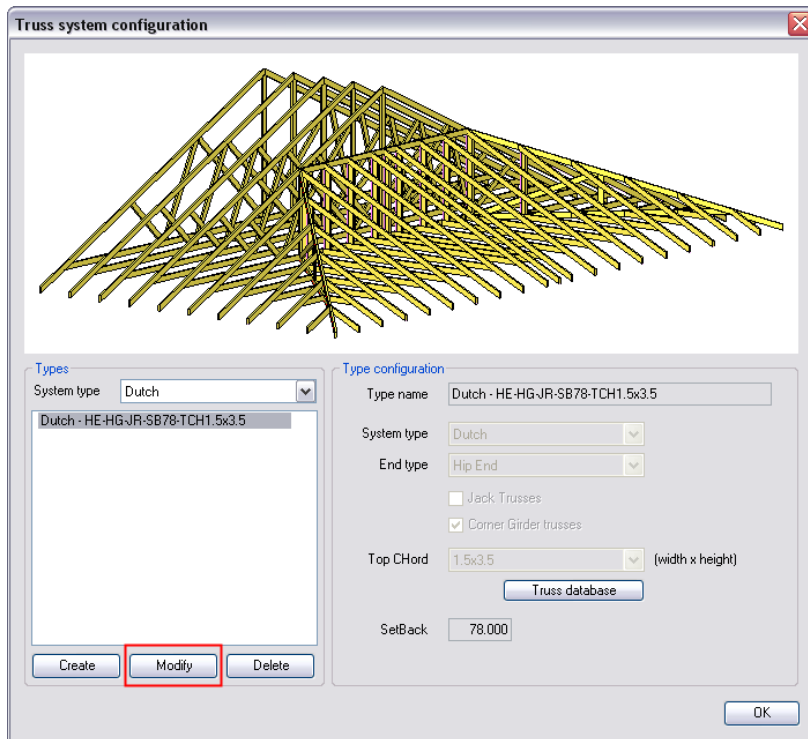 Truss system configuration
Types
System type Dutch
Dutch - HE-HG-JR-SB78-TCH1.5x3.5
Create Modify Delete
Type configuration
Type name Dutch - HE-HG-JR-SB78-TCH1.5x3.5
System type Dutch
End type Hip End
Jack Trusses
Corner Girder trusses
Top CHord 1.5x3.5 (width x height)
Truss database
SetBack 78.000
OK